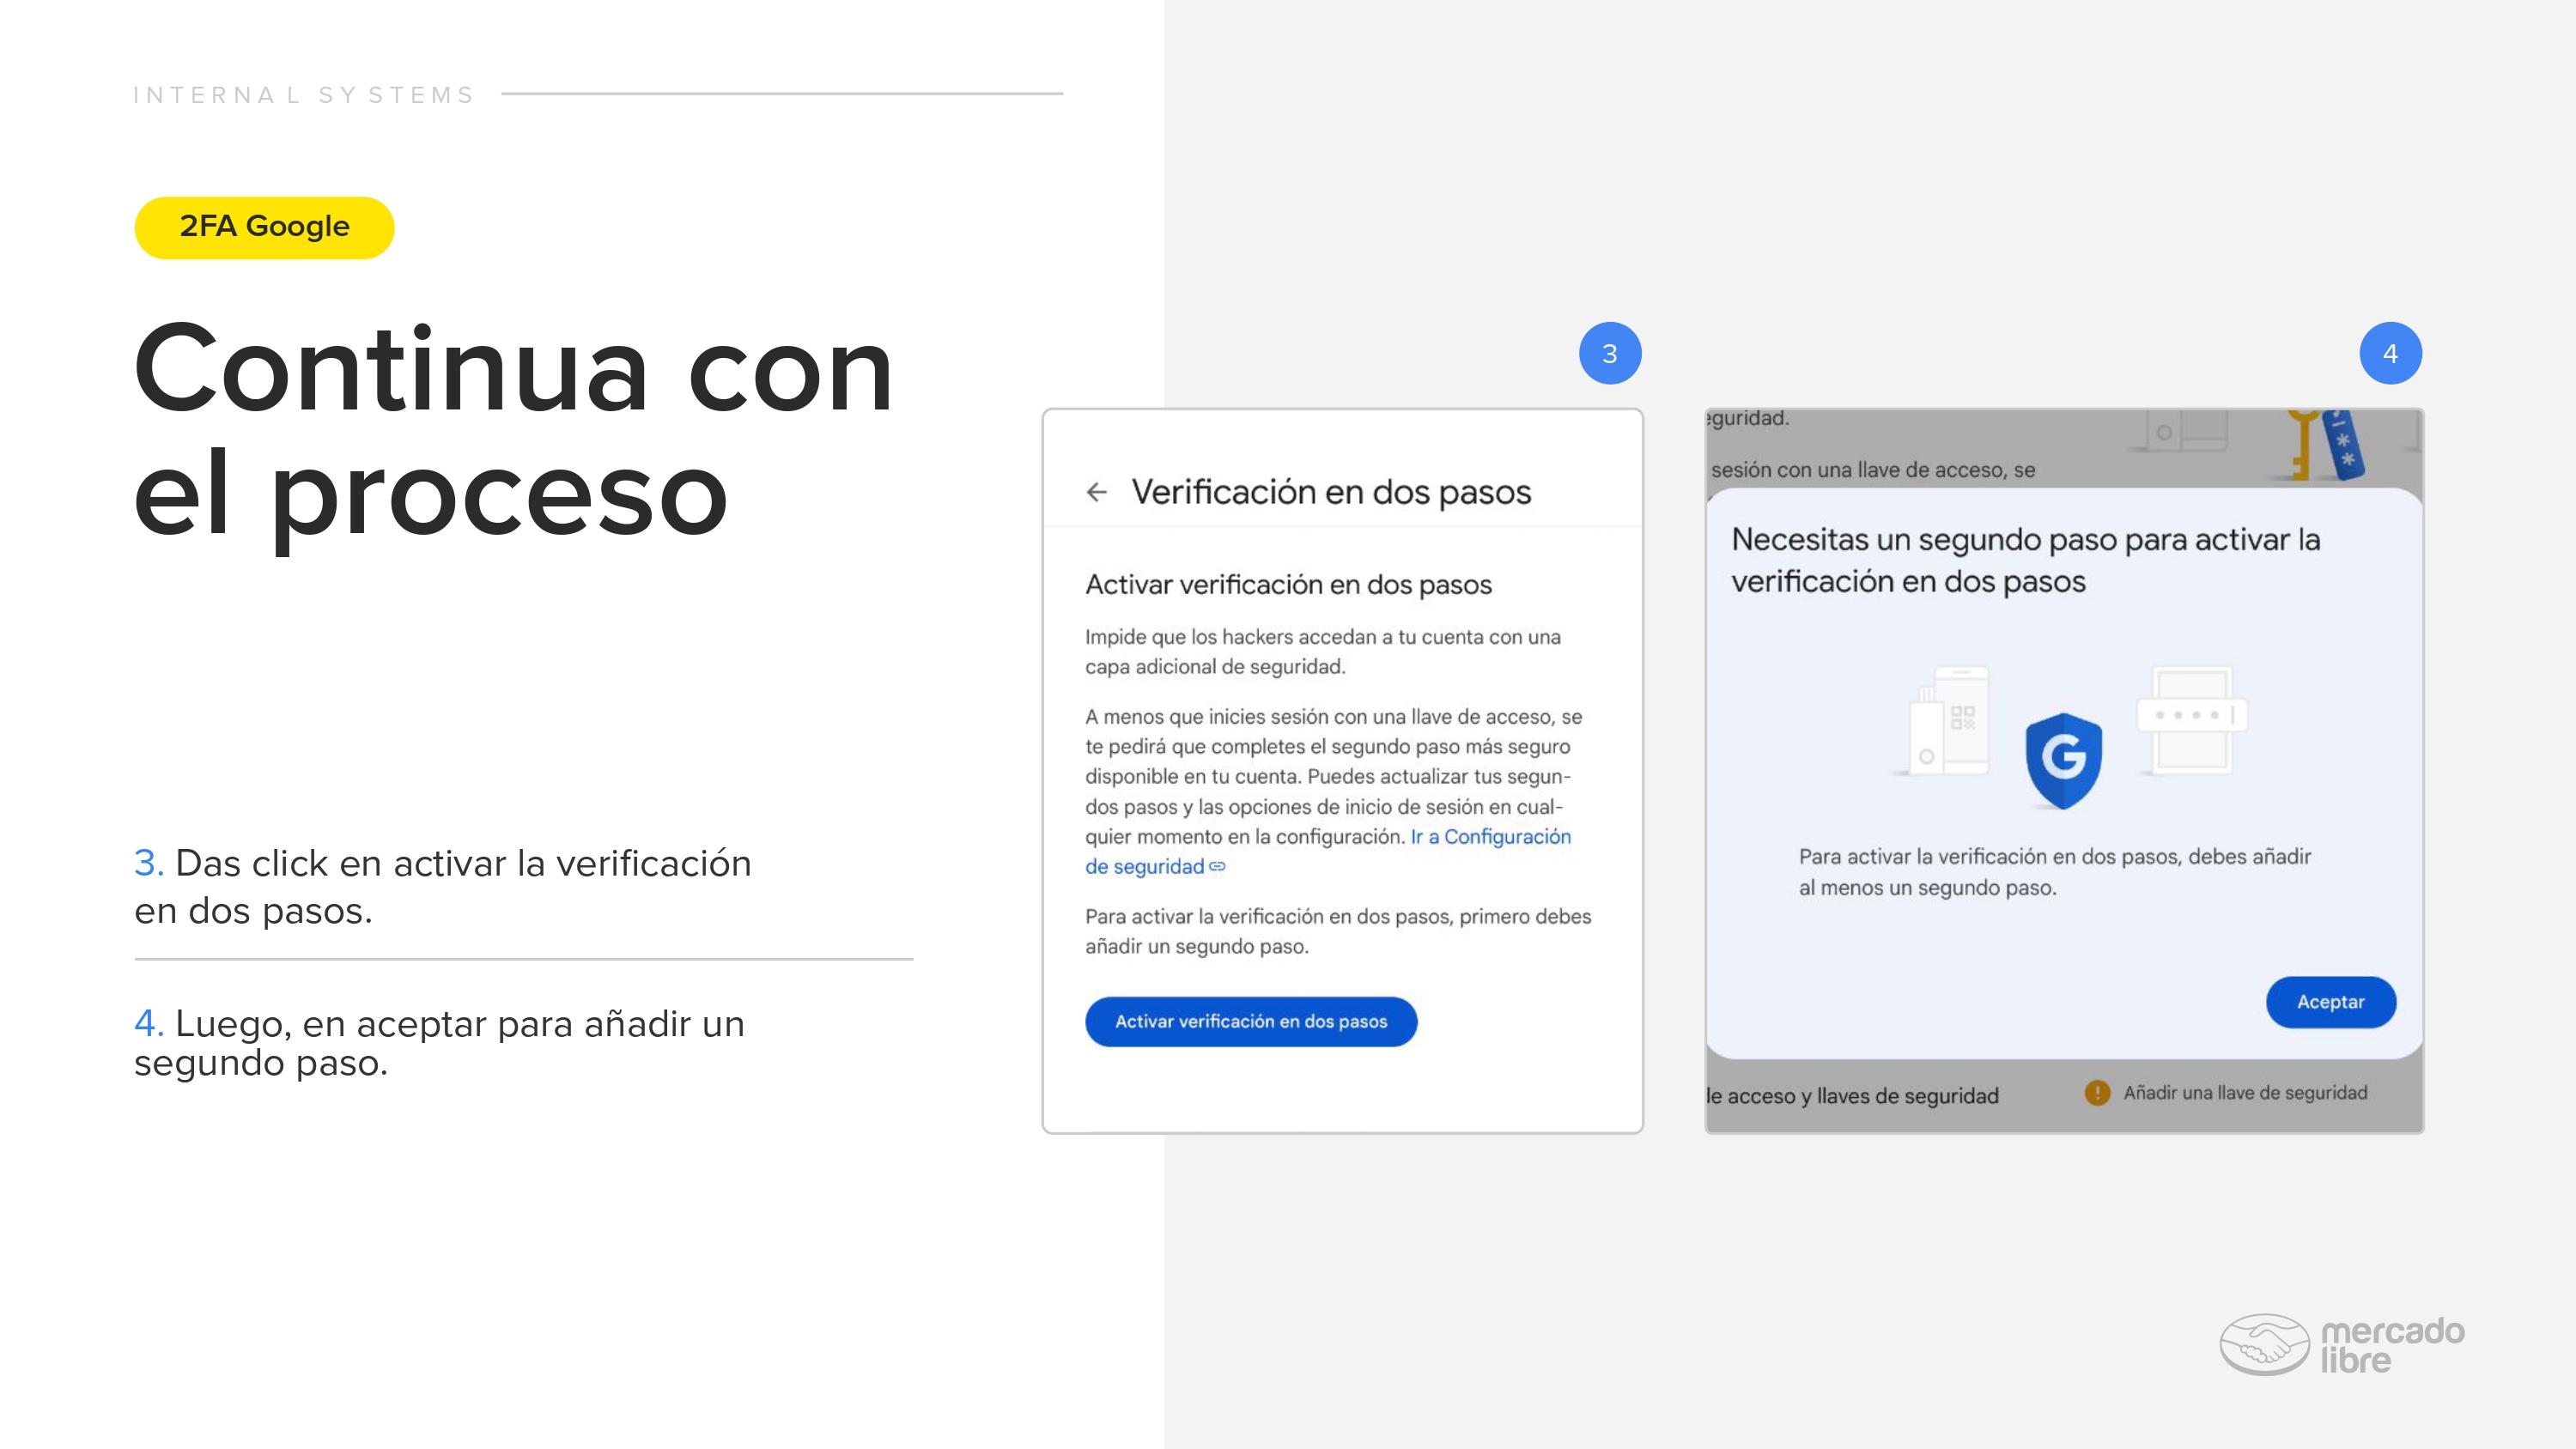 INTERNAL SYSTEMS
2FA Google
Continua con
el proceso
3. Das click en activar la verificación
en dos pasos.
4. Luego, en aceptar para añadir un
segundo paso.
3
Verificación en dos pasos
Activar verificación en dos pasos
Impide que los hackers accedan a tu cuenta con una
capa adicional de seguridad.
A menos que inicies sesión con una llave de acceso, se
te pedirá que completes el segundo paso más seguro
disponible en tu cuenta. Puedes actualizar tus segun-
dos pasos y las opciones de inicio de sesión en cual-
quier momento en la configuración. Ir a Configuración
de seguridad
Para activar la verificación en dos pasos, primero debes
añadir un segundo paso.
Activar verificación en dos pasos
4
eguridad.
sesión con una llave de acceso, se
Necesitas un segundo paso para activar la
verificación en dos pasos
G
Para activar la verificación en dos pasos, debes añadir
al menos un segundo paso.
Aceptar
le acceso y llaves de seguridad
Añadir una llave de seguridad
mercado
libre